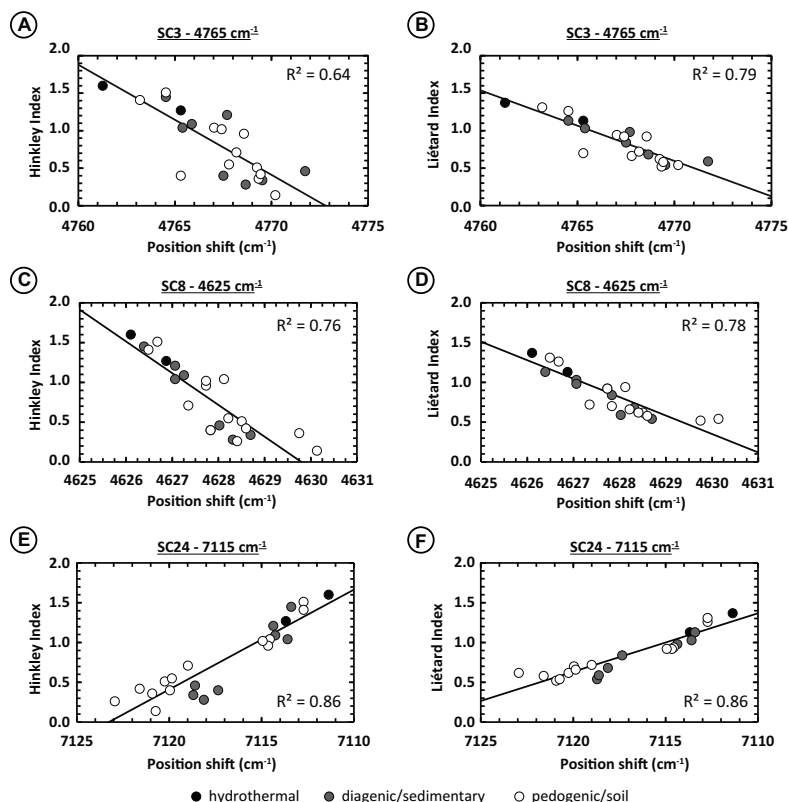 A
SC3 - 4765 cm-1
Hinkley Index
2.0
1.5
1.0
0.5
0.0
R² = 0.64
4760 4765 4770 4775
Position shift (cm-1)
B
SC3 - 4765 cm-1
Liétard Index
2.0
1.5
1.0
0.5
0.0
R² = 0.79
4760 4765 4770 4775
Position shift (cm-1)
C
SC8 - 4625 cm-1
Hinkley Index
2.0
1.5
1.0
0.5
0.0
R² = 0.76
4625 4626 4627 4628 4629 4630 4631
Position shift (cm-1)
D
SC8 - 4625 cm-1
Liétard Index
2.0
1.5
1.0
0.5
0.0
R² = 0.78
4625 4626 4627 4628 4629 4630 4631
Position shift (cm-1)
E
SC24 - 7115 cm-1
Hinkley Index
2.0
1.5
1.0
0.5
0.0
R² = 0.86
7125 7120 7115 7110
Position shift (cm-1)
F
SC24 - 7115 cm-1
Liétard Index
2.0
1.5
1.0
0.5
0.0
R² = 0.86
7125 7120 7115 7110
Position shift (cm-1)
hydrothermal diagenic/sedimentary pedogenic/soil